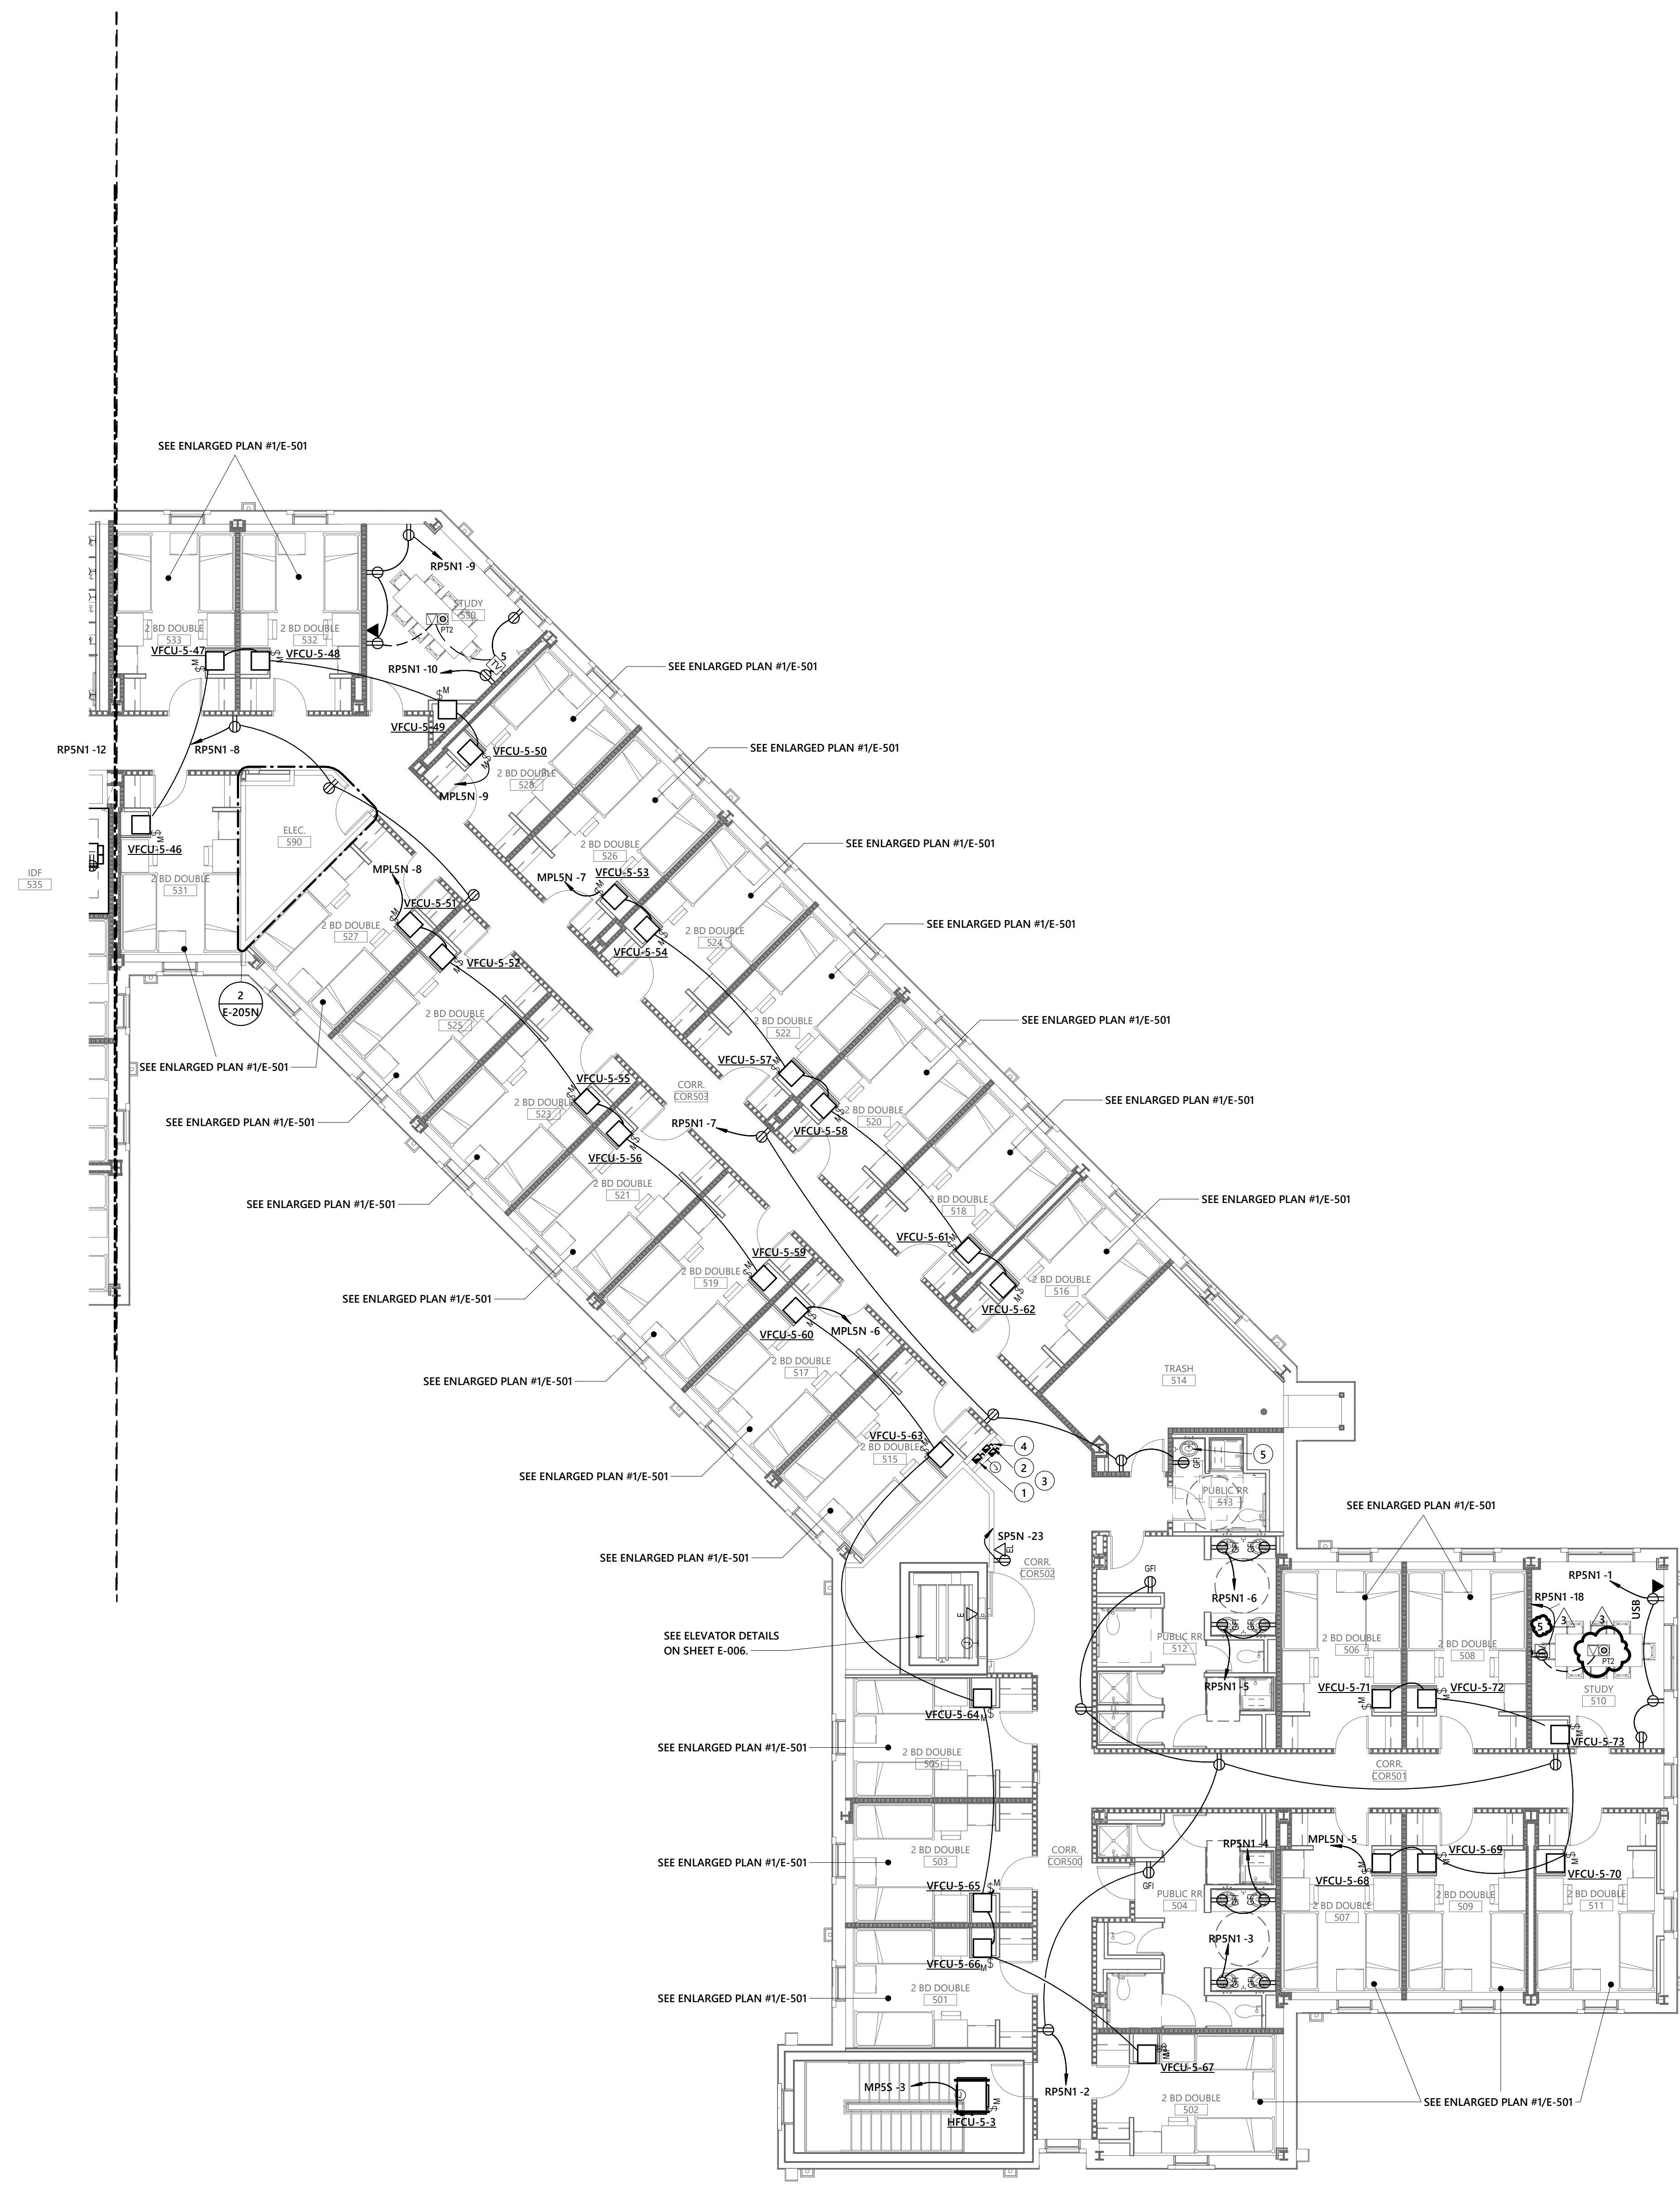 SEE ENLARGED PLAN #1/E-501
RP5N1 -9
STUDY
530
PT2
2 BD DOUBLE
533
2 BD DOUBLE
532
VFCU-5-47
VFCU-5-48
M
$
M
$
RP5N1 -10
TV
5
SEE ENLARGED PLAN #1/E-501
$M
VFCU-5-49
VFCU-5-50
M$
RP5N1 -12
RP5N1 -8
2 BD DOUBLE
528
MPL5N -9
SEE ENLARGED PLAN #1/E-501
ELEC.
590
VFCU-5-46
M
$
IDF
535
2 BD DOUBLE
531
MPL5N -8
VFCU-5-51
$M
2 BD DOUBLE
527
VFCU-5-52
M$
2 BD DOUBLE
526
VFCU-5-53
MPL5N -7
$M
VFCU-5-54
M$
2 BD DOUBLE
524
SEE ENLARGED PLAN #1/E-501
SEE ENLARGED PLAN #1/E-501
2
E-205N
2 BD DOUBLE
525
SEE ENLARGED PLAN #1/E-501
2 BD DOUBLE
522
VFCU-5-57
$M
SEE ENLARGED PLAN #1/E-501
VFCU-5-55
$M
2 BD DOUBLE
523
CORR.
COR503
SEE ENLARGED PLAN #1/E-501
RP5N1 -7
VFCU-5-58
M$
2 BD DOUBLE
520
SEE ENLARGED PLAN #1/E-501
VFCU-5-56
M$
2 BD DOUBLE
521
SEE ENLARGED PLAN #1/E-501
2 BD DOUBLE
518
SEE ENLARGED PLAN #1/E-501
VFCU-5-61
$M
VFCU-5-59
$M
2 BD DOUBLE
519
VFCU-5-62
M$
2 BD DOUBLE
516
SEE ENLARGED PLAN #1/E-501
VFCU-5-60
M$
MPL5N -6
2 BD DOUBLE
517
TRASH
514
SEE ENLARGED PLAN #1/E-501
VFCU-5-63
$M
2 BD DOUBLE
515
4
2
3
1
J
GFI
5
SEE ENLARGED PLAN #1/E-501
PUBLIC RR
513
SEE ENLARGED PLAN #1/E-501
SP5N -23
EL
CORR.
COR502
SEE ENLARGED PLAN #1/E-501
GFI
RP5N1 -6
RP5N1 -1
RP5N1 -18
USB
3
3
5
TV
PT2
STUDY
510
E
SEE ELEVATOR DETAILS
ON SHEET E-006.
PUBLIC RR
512
2 BD DOUBLE
506
2 BD DOUBLE
508
RP5N1 -5
VFCU-5-71
M
$
VFCU-5-72
M
$
VFCU-5-64
M$
VFCU-5-73
M
$
SEE ENLARGED PLAN #1/E-501
2 BD DOUBLE
505
CORR.
COR501
RP5N1 -4
MPL5N -5
VFCU-5-68
M
$
VFCU-5-69
M
$
VFCU-5-70
M
$
SEE ENLARGED PLAN #1/E-501
2 BD DOUBLE
503
CORR.
COR500
GFI
VFCU-5-65
$M
PUBLIC RR
504
2 BD DOUBLE
507
2 BD DOUBLE
509
2 BD DOUBLE
511
RP5N1 -3
VFCU-5-66
M$
SEE ENLARGED PLAN #1/E-501
2 BD DOUBLE
501
VFCU-5-67
MP5S -3
J
$M
HFCU-5-3
RP5N1 -2
2 BD DOUBLE
502
SEE ENLARGED PLAN #1/E-501